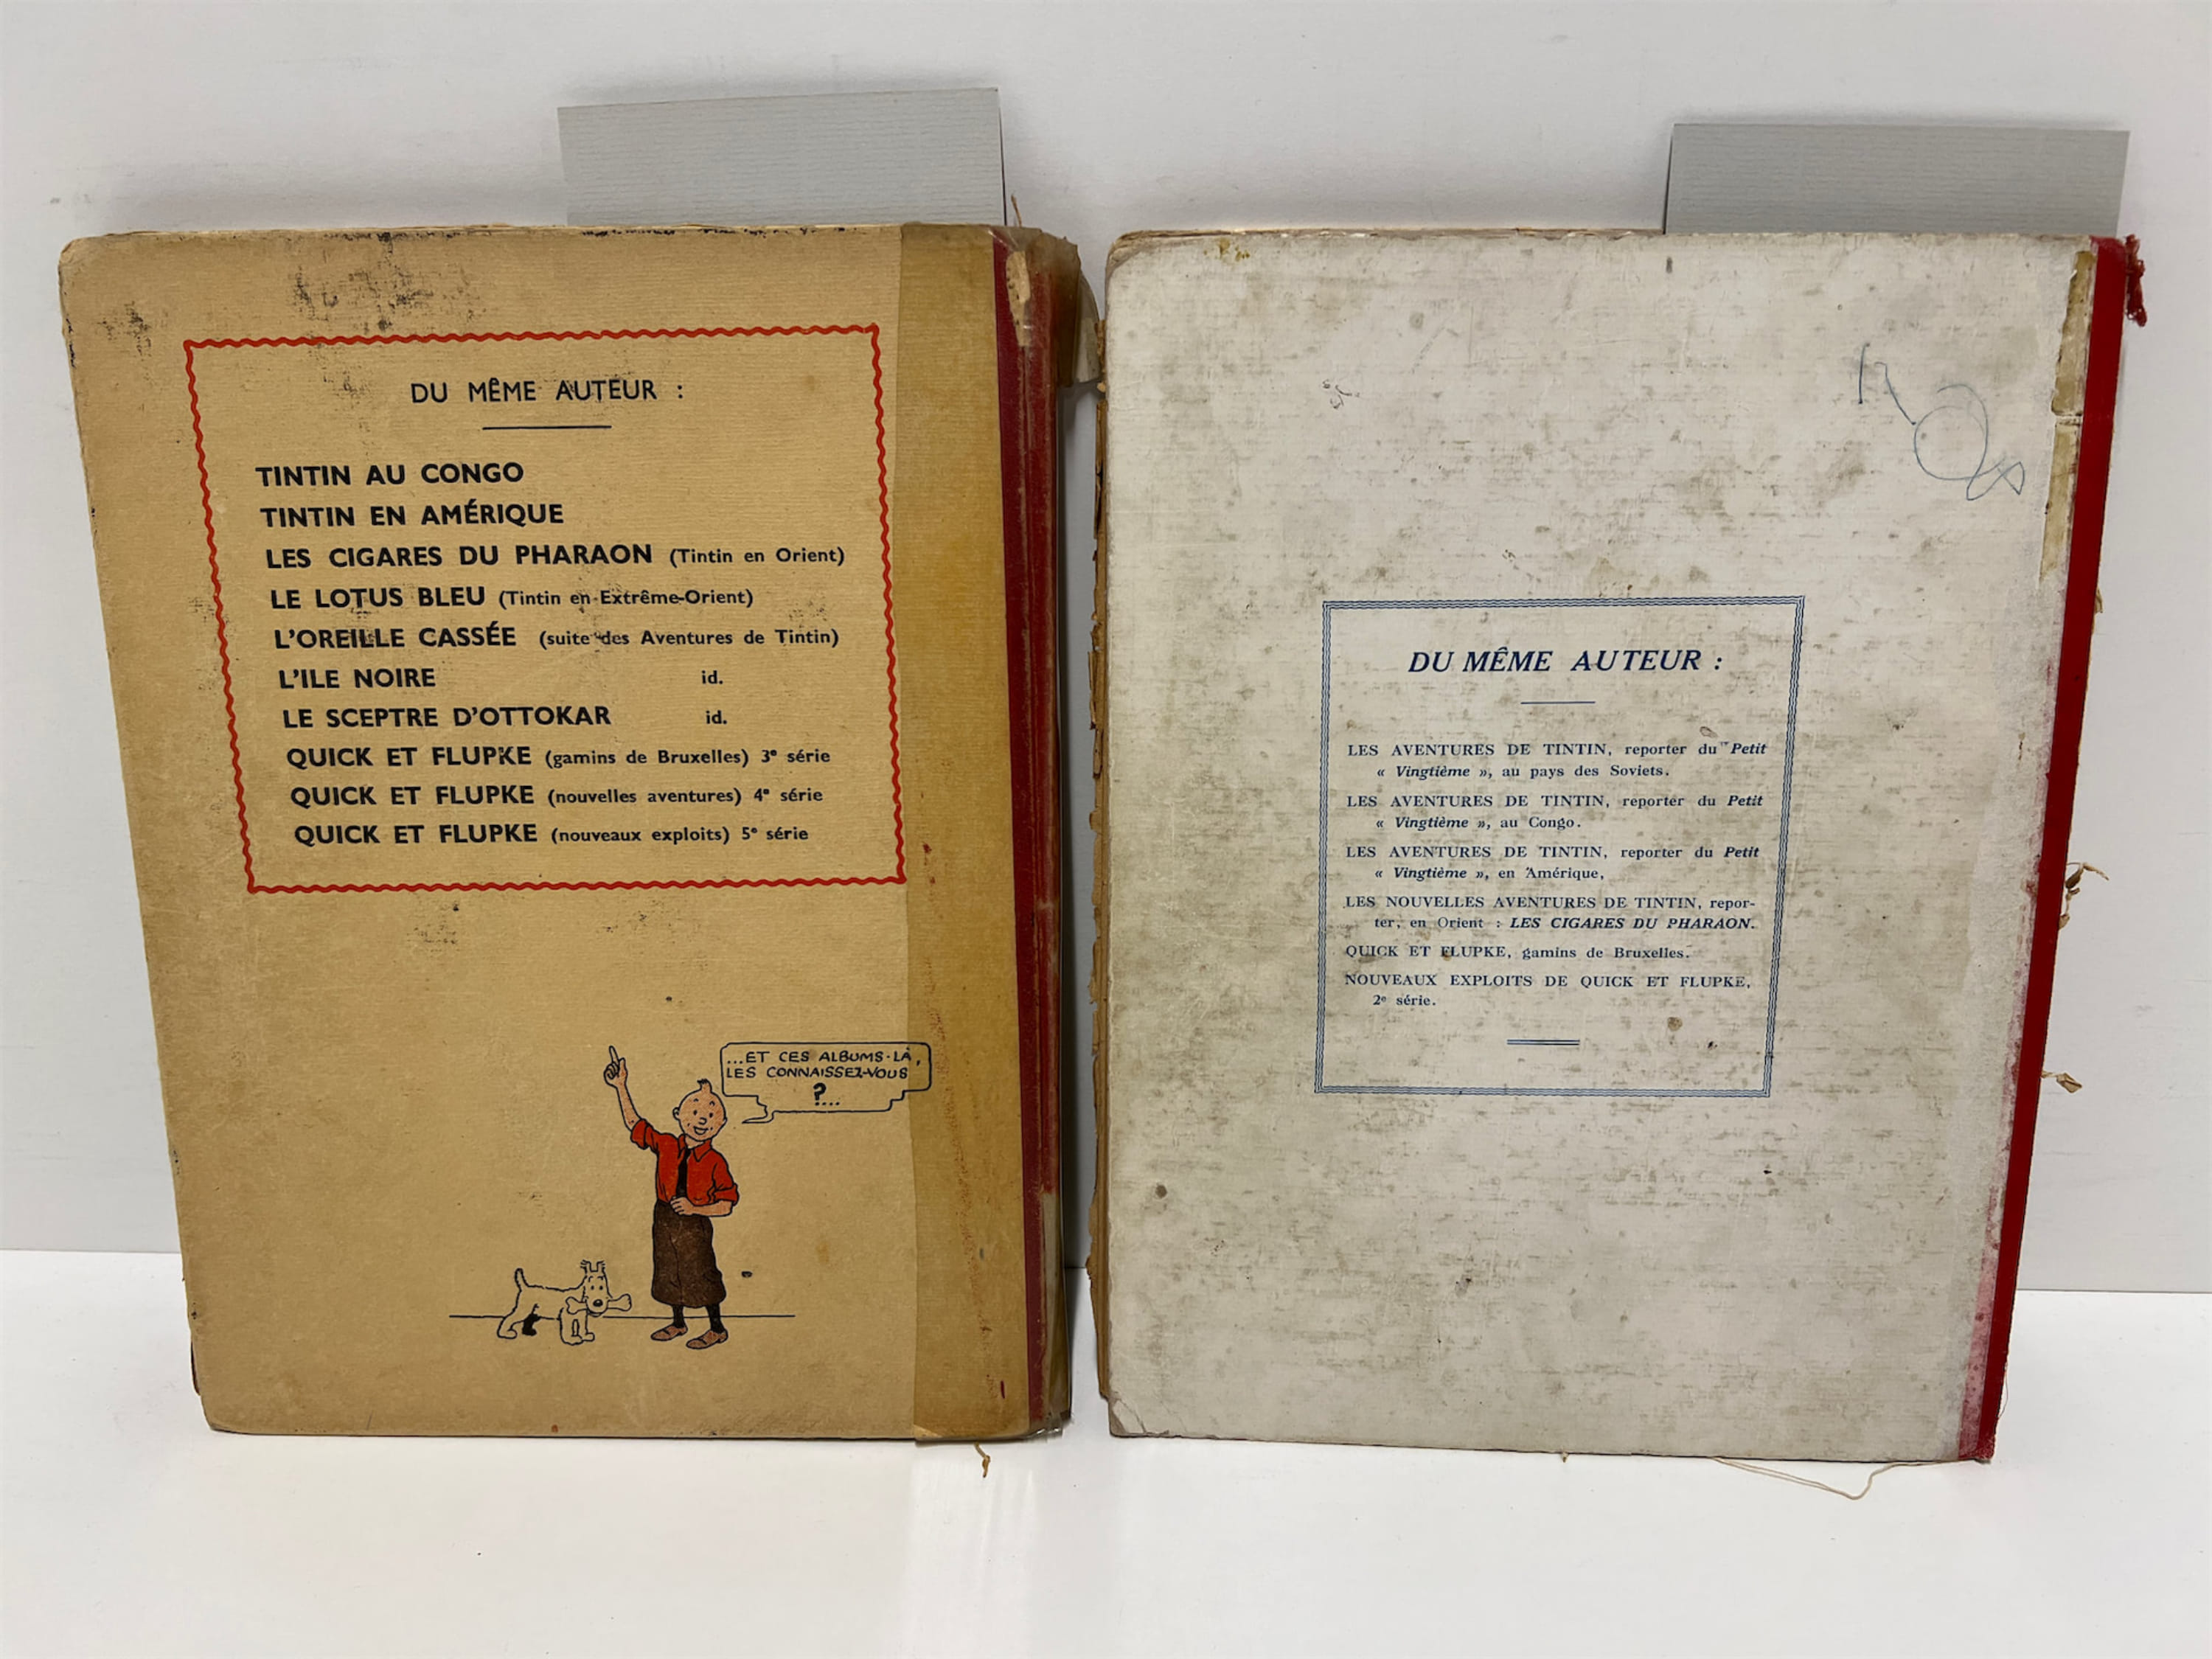 DU MÊME AUTEUR :
TINTIN AU CONGO
TINTIN EN AMÉRIQUE
LES CIGARES DU PHARAON (Tintin en Orient)
LE LOTUS BLEU (Tintin en Extrême-Orient)
L'OREILLE CASSÉE (suite des Aventures de Tintin)
L'ILE NOIRE id.
LE SCEPTRE D'OTTOKAR id.
QUICK ET FLUPKE (gamins de Bruxelles) 3e série
QUICK ET FLUPKE (nouvelles aventures) 4e série
QUICK ET FLUPKE (nouveaux exploits) 5e série
...ET CES ALBUMS-LÀ,
LES CONNAISSEZ-VOUS
?...
DU MÊME AUTEUR :
LES AVENTURES DE TINTIN, reporter du Petit
« Vingtième », au pays des Soviets.
LES AVENTURES DE TINTIN, reporter du Petit
« Vingtième », au Congo.
LES AVENTURES DE TINTIN, reporter du Petit
« Vingtième », en Amérique,
LES NOUVELLES AVENTURES DE TINTIN, repor-
ter, en Orient : LES CIGARES DU PHARAON.
QUICK ET FLUPKE, gamins de Bruxelles.
NOUVEAUX EXPLOITS DE QUICK ET FLUPKE,
2e série.